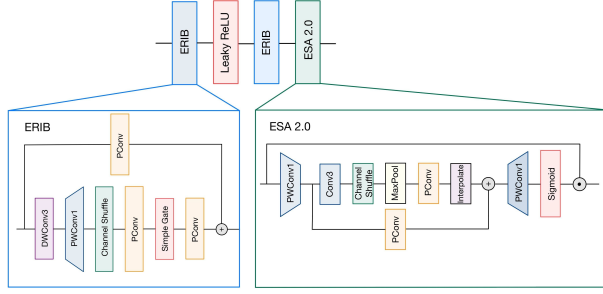 ERIB
Leaky ReLU
ERIB
ESA 2.0
ERIB
PConv
DWConv3
PWConv1
Channel Shuffle
PConv
Simple Gate
PConv
+
ESA 2.0
PWConv1
Conv3
Channel
Shuffle
MaxPool
PConv
Interpolate
+
PWConv1
Sigmoid
PConv